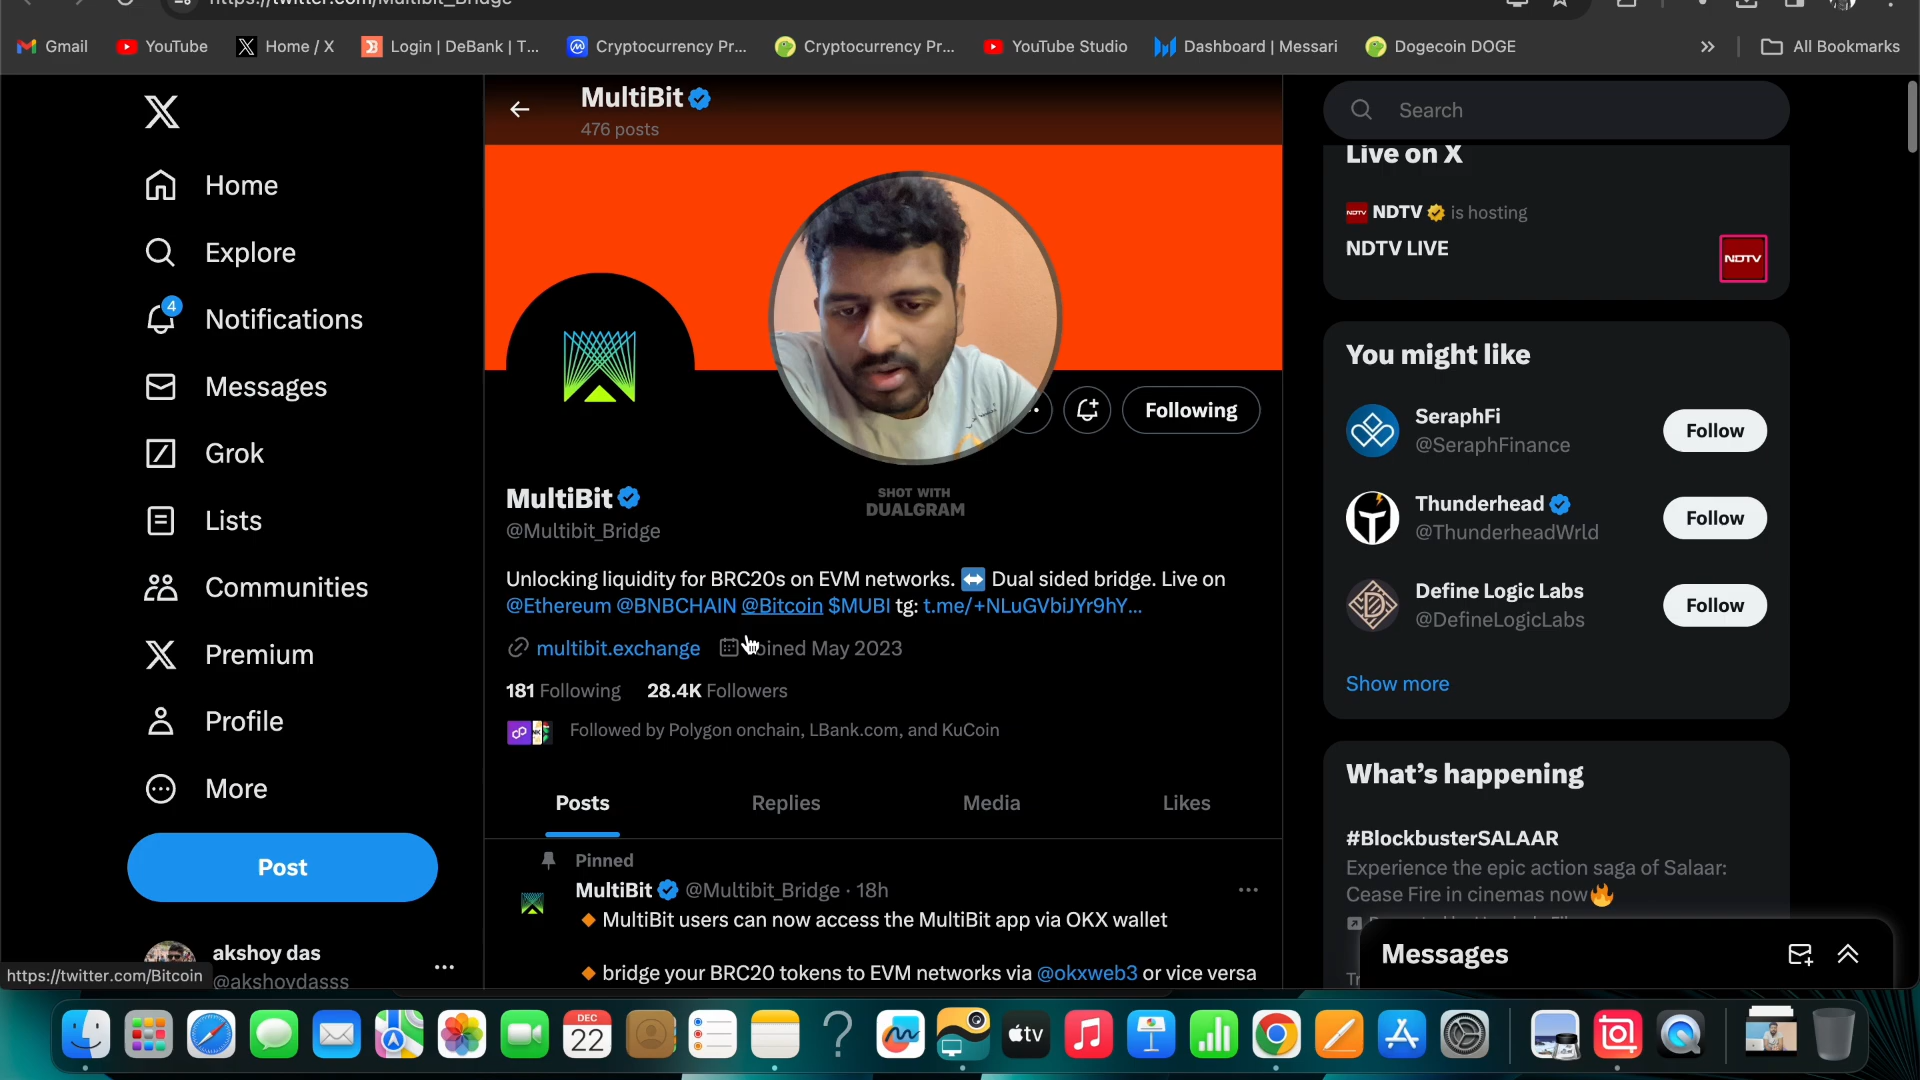 https://twitter.com/Multibit_Bridge
Gmail
YouTube
Home / X
Login | DeBank | T...
Cryptocurrency Pr...
Cryptocurrency Pr...
YouTube Studio
Dashboard | Messari
Dogecoin DOGE
All Bookmarks
MultiBit
476 posts
Search
Home
Explore
4
Notifications
Messages
Grok
Lists
Communities
Premium
Profile
More
Post
akshoy das
@akshoydasss
https://twitter.com/Bitcoin
Following
SHOT WITH
DUALGRAM
MultiBit
@Multibit_Bridge
Unlocking liquidity for BRC20s on EVM networks. ↔️ Dual sided bridge. Live on
@Ethereum @BNBCHAIN @Bitcoin $MUBI tg: t.me/+NLuGVbiJYr9hY...
multibit.exchange
Joined May 2023
181 Following 28.4K Followers
Followed by Polygon onchain, LBank.com, and KuCoin
Posts
Replies
Media
Likes
Pinned
MultiBit @Multibit_Bridge · 18h
🔸 MultiBit users can now access the MultiBit app via OKX wallet
🔸 bridge your BRC20 tokens to EVM networks via @okxweb3 or vice versa
Live on X
NDTV NDTV is hosting
NDTV LIVE
NDTV
You might like
SeraphFi
@SeraphFinance
Follow
Thunderhead
@ThunderheadWrld
Follow
Define Logic Labs
@DefineLogicLabs
Follow
Show more
What's happening
#BlockbusterSALAAR
Experience the epic action saga of Salaar:
Cease Fire in cinemas now🔥
Messages
DEC
22
tv